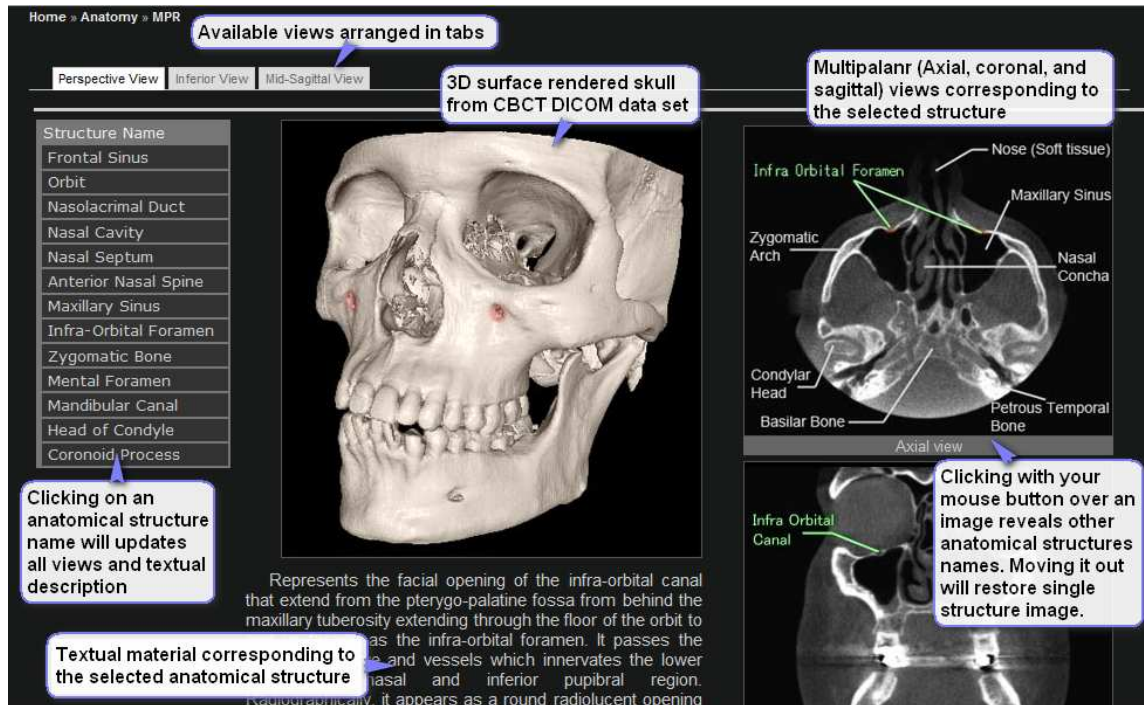 Home » Anatomy » MPR
Available views arranged in tabs
Perspective View
Inferior View
Mid-Sagittal View
3D surface rendered skull
from CBCT DICOM data set
Multipalanr (Axial, coronal, and
sagittal) views corresponding to
the selected structure
Structure Name
Frontal Sinus
Orbit
Nasolacrimal Duct
Nasal Cavity
Nasal Septum
Anterior Nasal Spine
Maxillary Sinus
Infra-Orbital Foramen
Zygomatic Bone
Mental Foramen
Mandibular Canal
Head of Condyle
Coronoid Process
Clicking on an
anatomical structure
name will updates
all views and textual
description
Nose (Soft tissue)
Infra Orbital Foramen
Maxillary Sinus
Zygomatic
Arch
Nasal
Concha
Condylar
Head
Basilar Bone
Petrous Temporal
Bone
Axial view
Clicking with your
mouse button over an
image reveals other
anatomical structures
names. Moving it out
will restore single
structure image.
Infra Orbital
Canal
Represents the facial opening of the infra-orbital canal
that extend from the pterygo-palatine fossa from behind the
maxillary tuberosity extending through the floor of the orbit to
as the infra-orbital foramen. It passes the
and vessels which innervates the lower
nasal and inferior pupibral region.
Radiographically, it appears as a round radiolucent opening
Textual material corresponding to
the selected anatomical structure